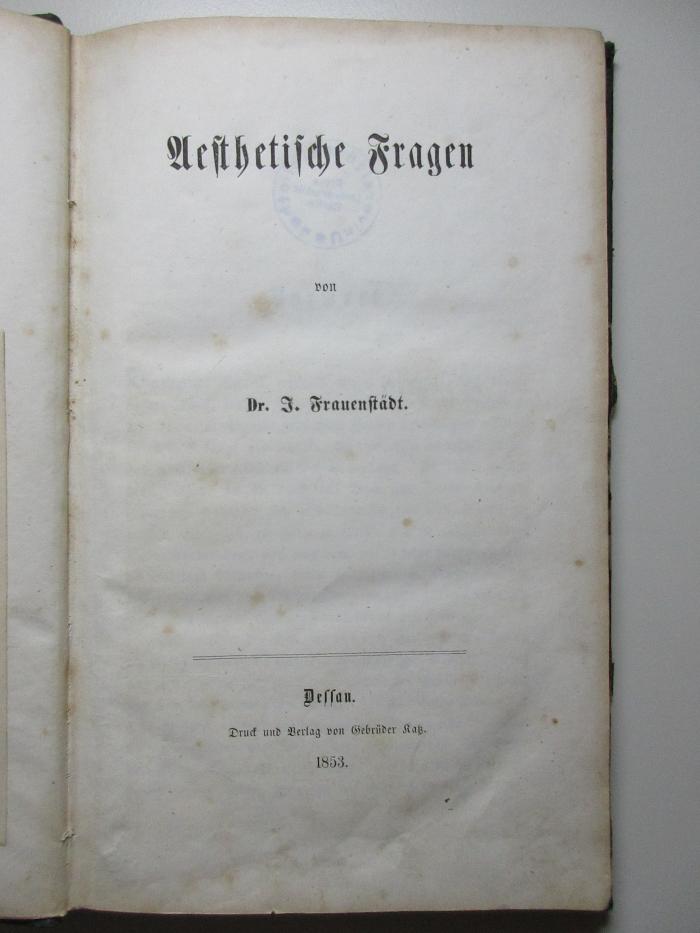 Aesthetische Fragen
von
Dr. J. Frauenstädt.
Dessau.
Druck und Verlag von Gebrüder Katz.
1853.